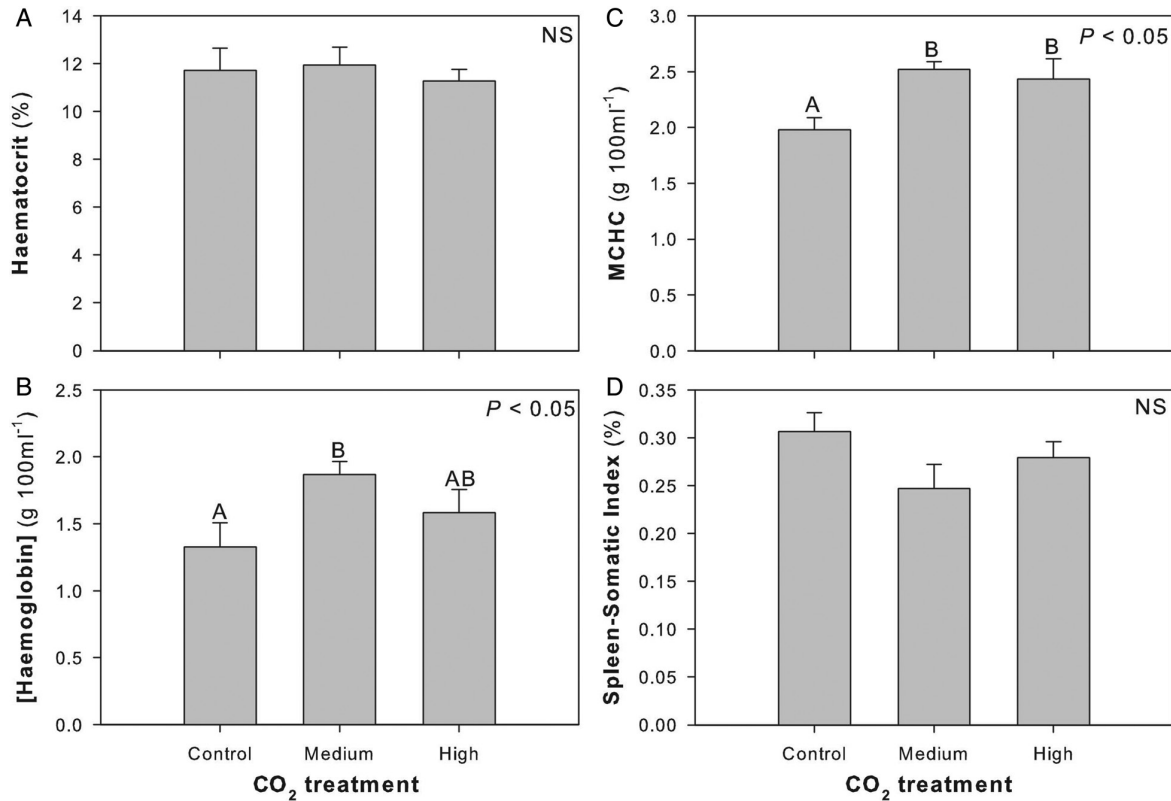 A
Haematocrit (%)
14
12
10
8
6
4
2
0
NS
B
[Haemoglobin] (g 100ml⁻¹)
2.5
2.0
1.5
1.0
0.5
0.0
P < 0.05
A
B
AB
Control Medium High
CO₂ treatment
C
MCHC (g 100ml⁻¹)
3.0
2.5
2.0
1.5
1.0
0.5
0.0
P < 0.05
A
B
B
D
Spleen-Somatic Index (%)
0.35
0.30
0.25
0.20
0.15
0.10
0.05
0.00
NS
Control Medium High
CO₂ treatment